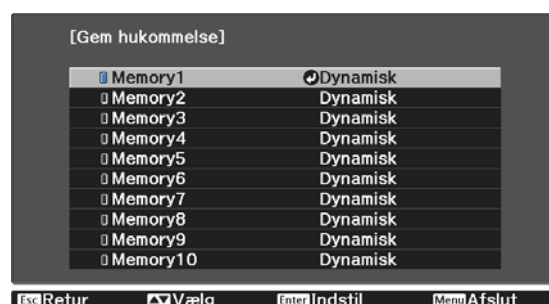 [Gem hukommelse]
Memory1 Dynamisk
Memory2 Dynamisk
Memory3 Dynamisk
Memory4 Dynamisk
Memory5 Dynamisk
Memory6 Dynamisk
Memory7 Dynamisk
Memory8 Dynamisk
Memory9 Dynamisk
Memory10 Dynamisk
Esc Retur Vælg Enter Indstil Menu Afslut